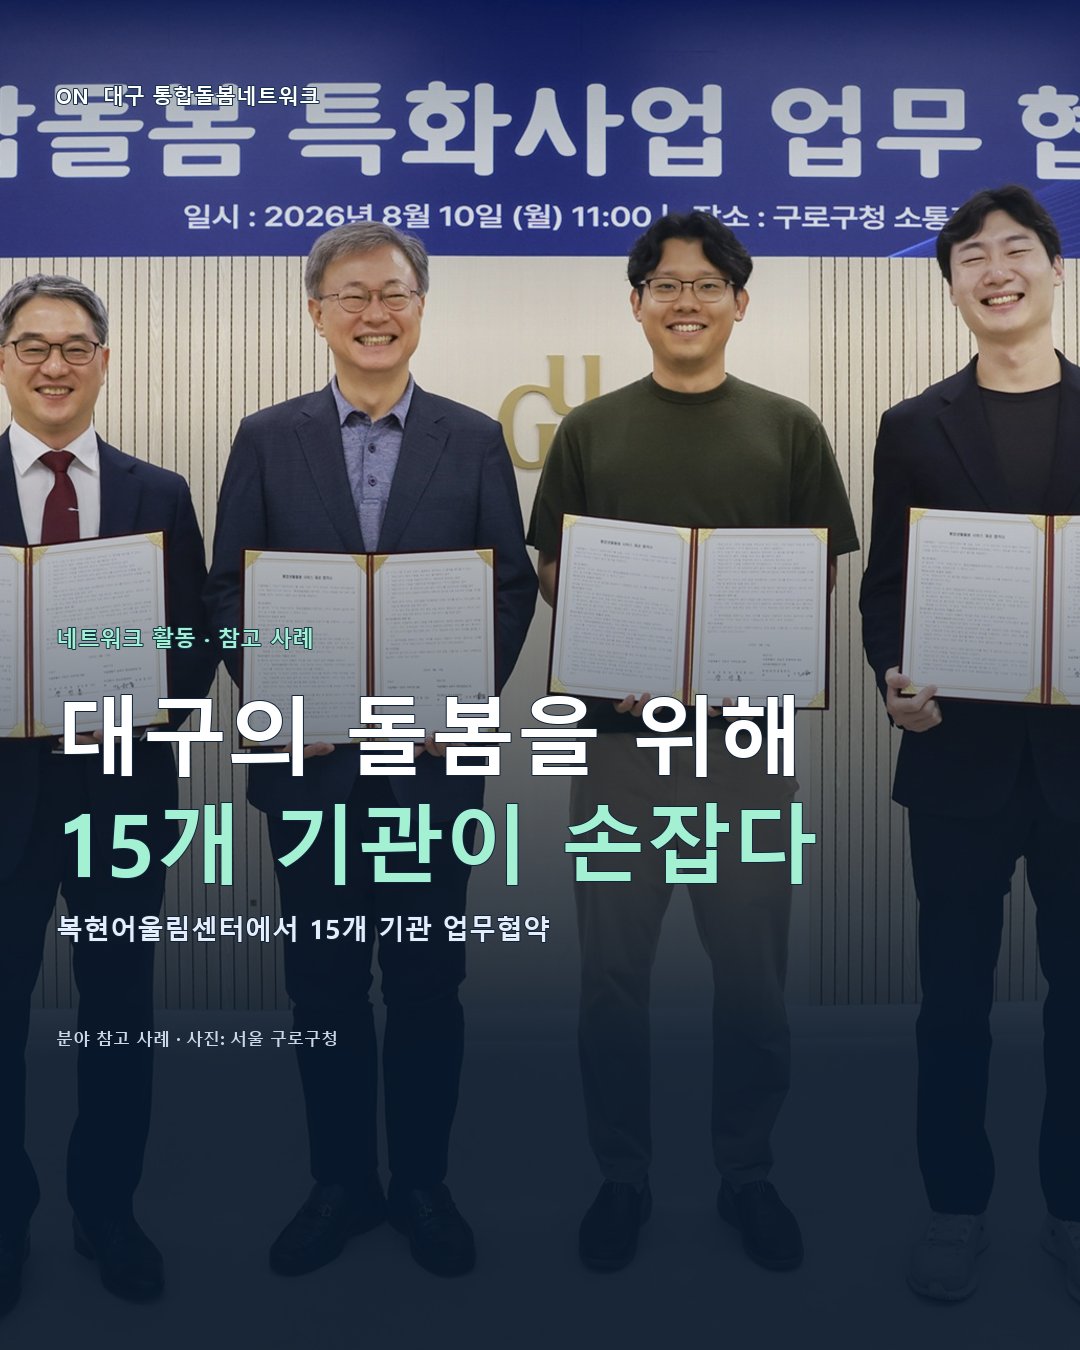 ON 대구 통합돌봄네트워크
합돌봄 특화사업 업무 협
일시 : 2026년 8월 10일 (월) 11:00 | 장소 : 구로구청 소통
네트워크 활동 · 참고 사례
대구의 돌봄을 위해
15개 기관이 손잡다
복현어울림센터에서 15개 기관 업무협약
분야 참고 사례 · 사진: 서울 구로구청